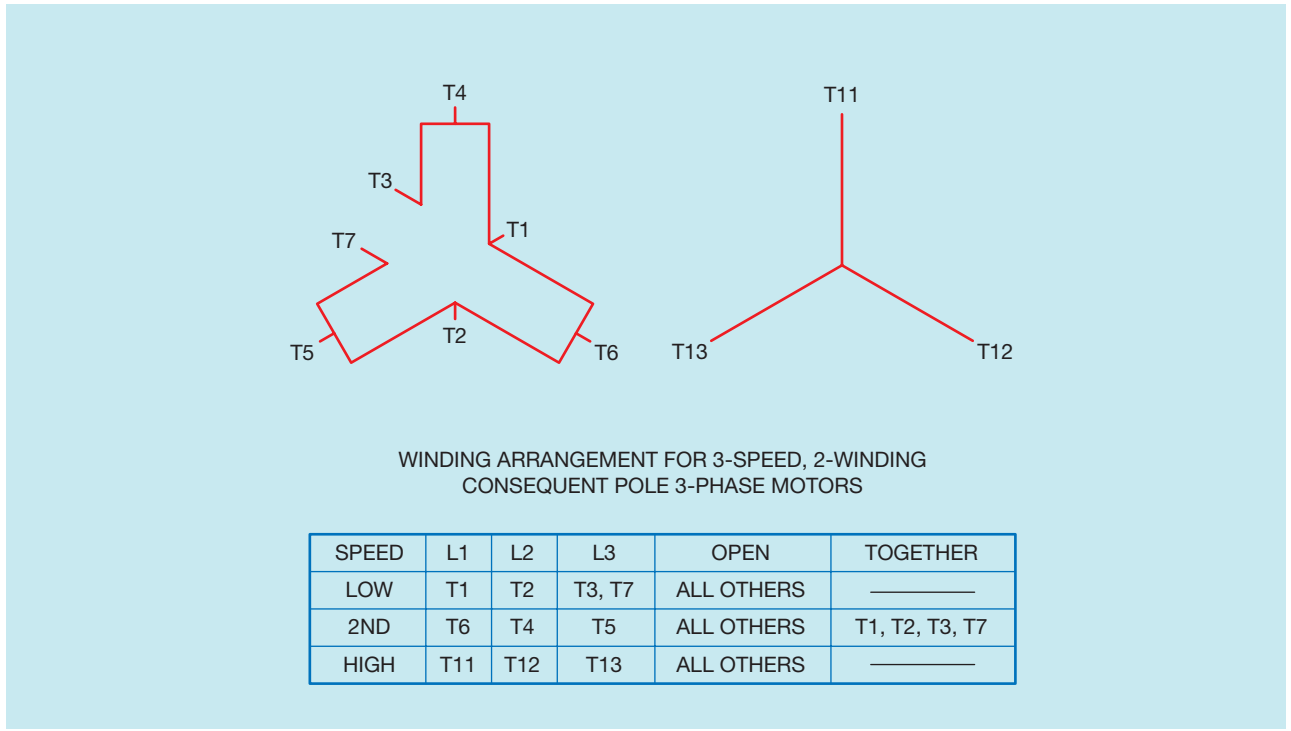 T4
T11
T3
T1
T7
T2
T5
T6
T13
T12
WINDING ARRANGEMENT FOR 3-SPEED, 2-WINDING
CONSEQUENT POLE 3-PHASE MOTORS
SPEED L1 L2 L3 OPEN TOGETHER
LOW T1 T2 T3, T7 ALL OTHERS ———
2ND T6 T4 T5 ALL OTHERS T1, T2, T3, T7
HIGH T11 T12 T13 ALL OTHERS ———